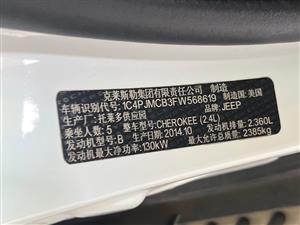 克莱斯勒集团有限责任公司 制造
车辆识别代号:1C4PJMCB3FW568619 制造国:美国
生产厂:托莱多供应园 品牌:JEEP
乘坐人数:5 整车型号:CHEROKEE (2.4L)
发动机型号:B 生产日期:2014.10 发动机排量:2.360L
发动机最大净功率:130kW 最大允许总质量:2385kg